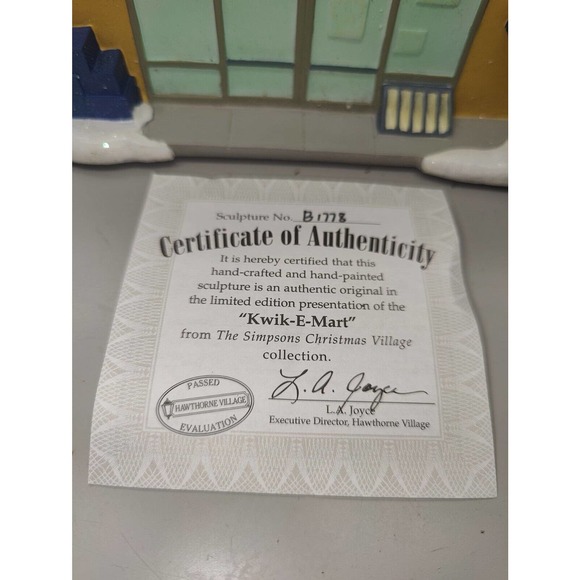 Sculpture No. B1778
Certificate of Authenticity
It is hereby certified that this
hand-crafted and hand-painted
sculpture is an authentic original in
the limited edition presentation of the
"Kwik-E-Mart"
from The Simpsons Christmas Village
collection.
L. A. Joyce
L.A. Joyce
Executive Director, Hawthorne Village
PASSED
HAWTHORNE VILLAGE
EVALUATION